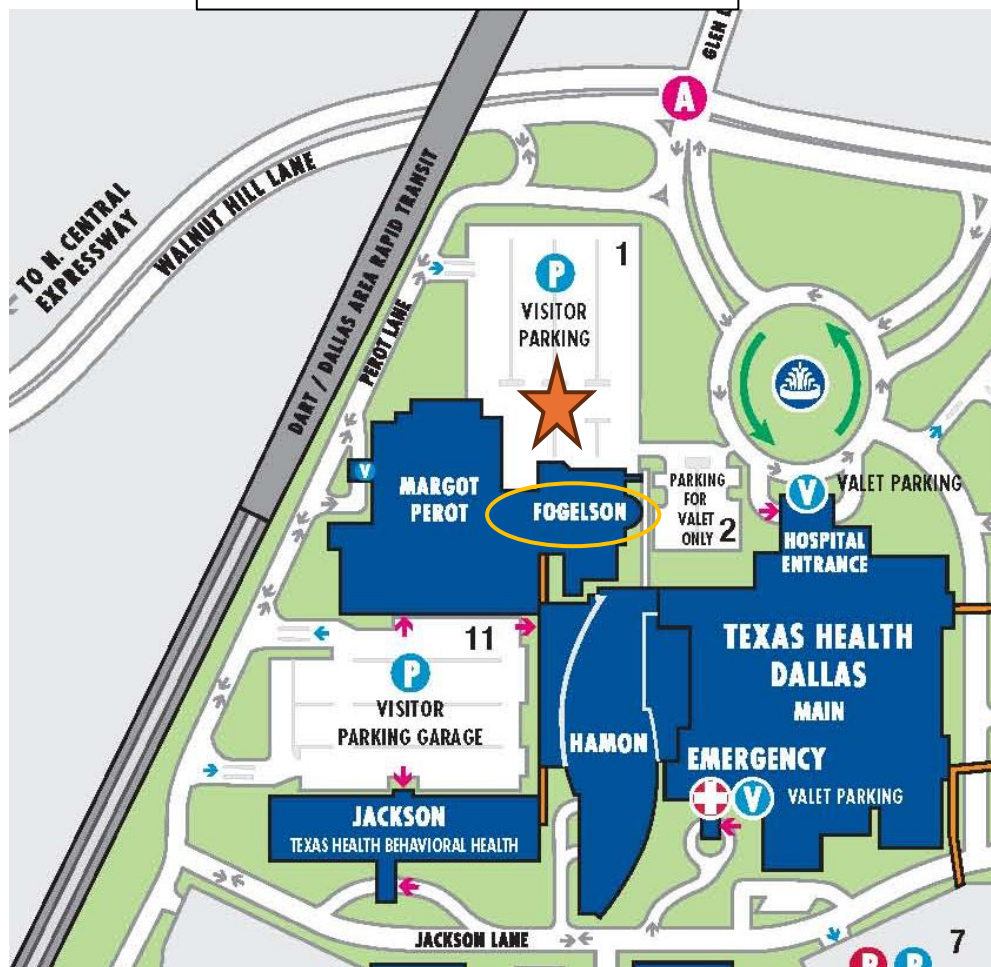 GLEN
A
TO N. CENTRAL
EXPRESSWAY
WALNUT HILL LANE
DART / DALLAS AREA RAPID TRANSIT
PEROT LANE
1
P
VISITOR
PARKING
V
MARGOT
PEROT
FOGELSON
PARKING
FOR
VALET
ONLY 2
V VALET PARKING
HOSPITAL
ENTRANCE
11
P
VISITOR
PARKING GARAGE
TEXAS HEALTH
DALLAS
MAIN
HAMON
EMERGENCY
V VALET PARKING
JACKSON
TEXAS HEALTH BEHAVIORAL HEALTH
JACKSON LANE
7
P P